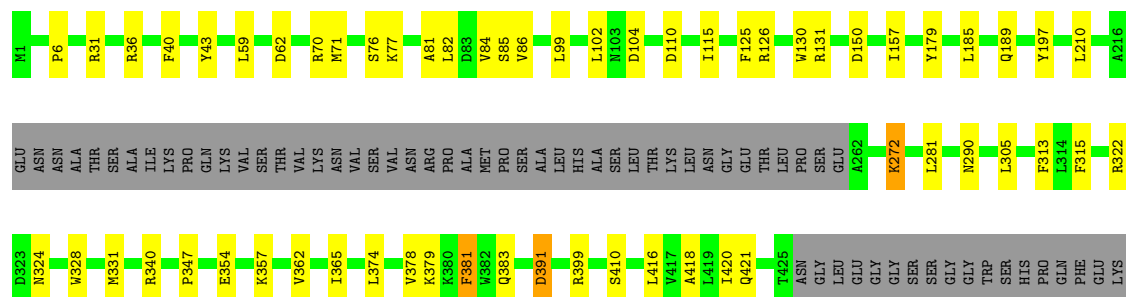 M1 P6 R31 R36 F40 Y43 L59 D62 R70 M71 S76 K77 A81 L82 D83 V84 S85 V86 L99 L102 N103 D104 D110 I115 F125 R126 W130 R131 D150 I157 Y179 L185 Q189 Y197 L210 A216
GLU ASN ASN ALA THR SER ALA ILE LYS PRO GLN LYS VAL SER THR VAL LYS ASN VAL SER VAL ASN ARG PRO ALA MET PRO SER ALA LEU HIS ALA SER LEU THR LYS LEU ASN GLY GLU THR LEU PRO SER GLU A262 K272 L281 N290 L305 F313 L314 F315 R322
D323 N324 W328 M331 R340 P347 E354 K357 V362 I365 L374 V378 K379 K380 F381 W382 Q383 D391 R399 S410 L416 V417 A418 L419 I420 Q421 T425 ASN GLY LEU GLU GLY GLY SER SER GLY GLY TRP SER HIS PRO GLN PHE GLU LYS